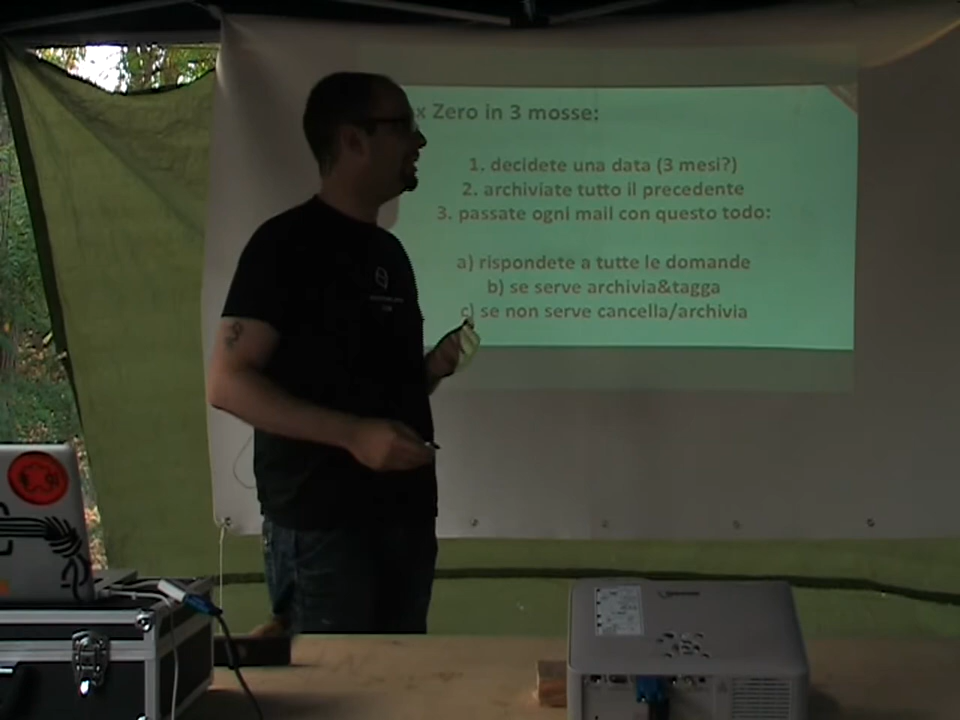 x Zero in 3 mosse:
1. decidete una data (3 mesi?)
2. archiviate tutto il precedente
3. passate ogni mail con questo todo:
a) rispondete a tutte le domande
b) se serve archivia&tagga
c) se non serve cancella/archivia